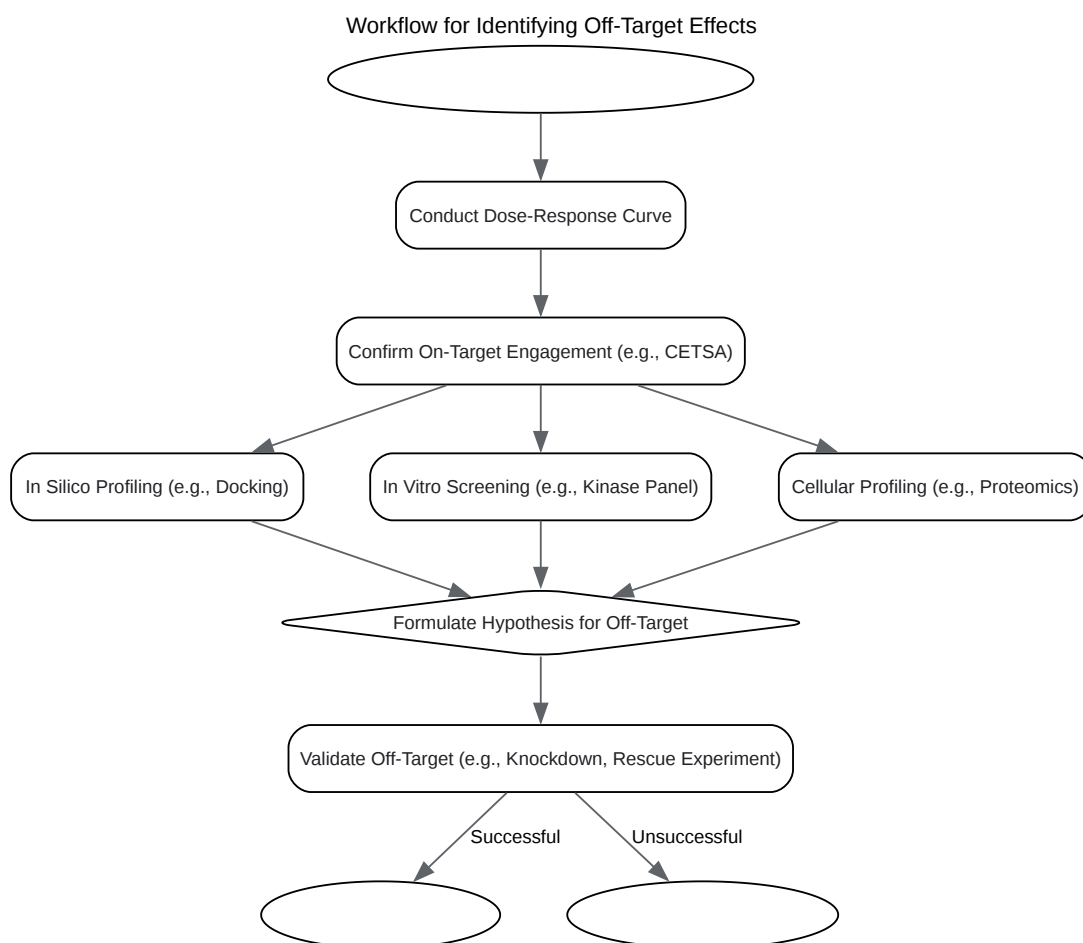 Workflow for Identifying Off-Target Effects
Conduct Dose-Response Curve
Confirm On-Target Engagement (e.g., CETSA)
In Silico Profiling (e.g., Docking)
In Vitro Screening (e.g., Kinase Panel)
Cellular Profiling (e.g., Proteomics)
Formulate Hypothesis for Off-Target
Validate Off-Target (e.g., Knockdown, Rescue Experiment)
Successful
Unsuccessful